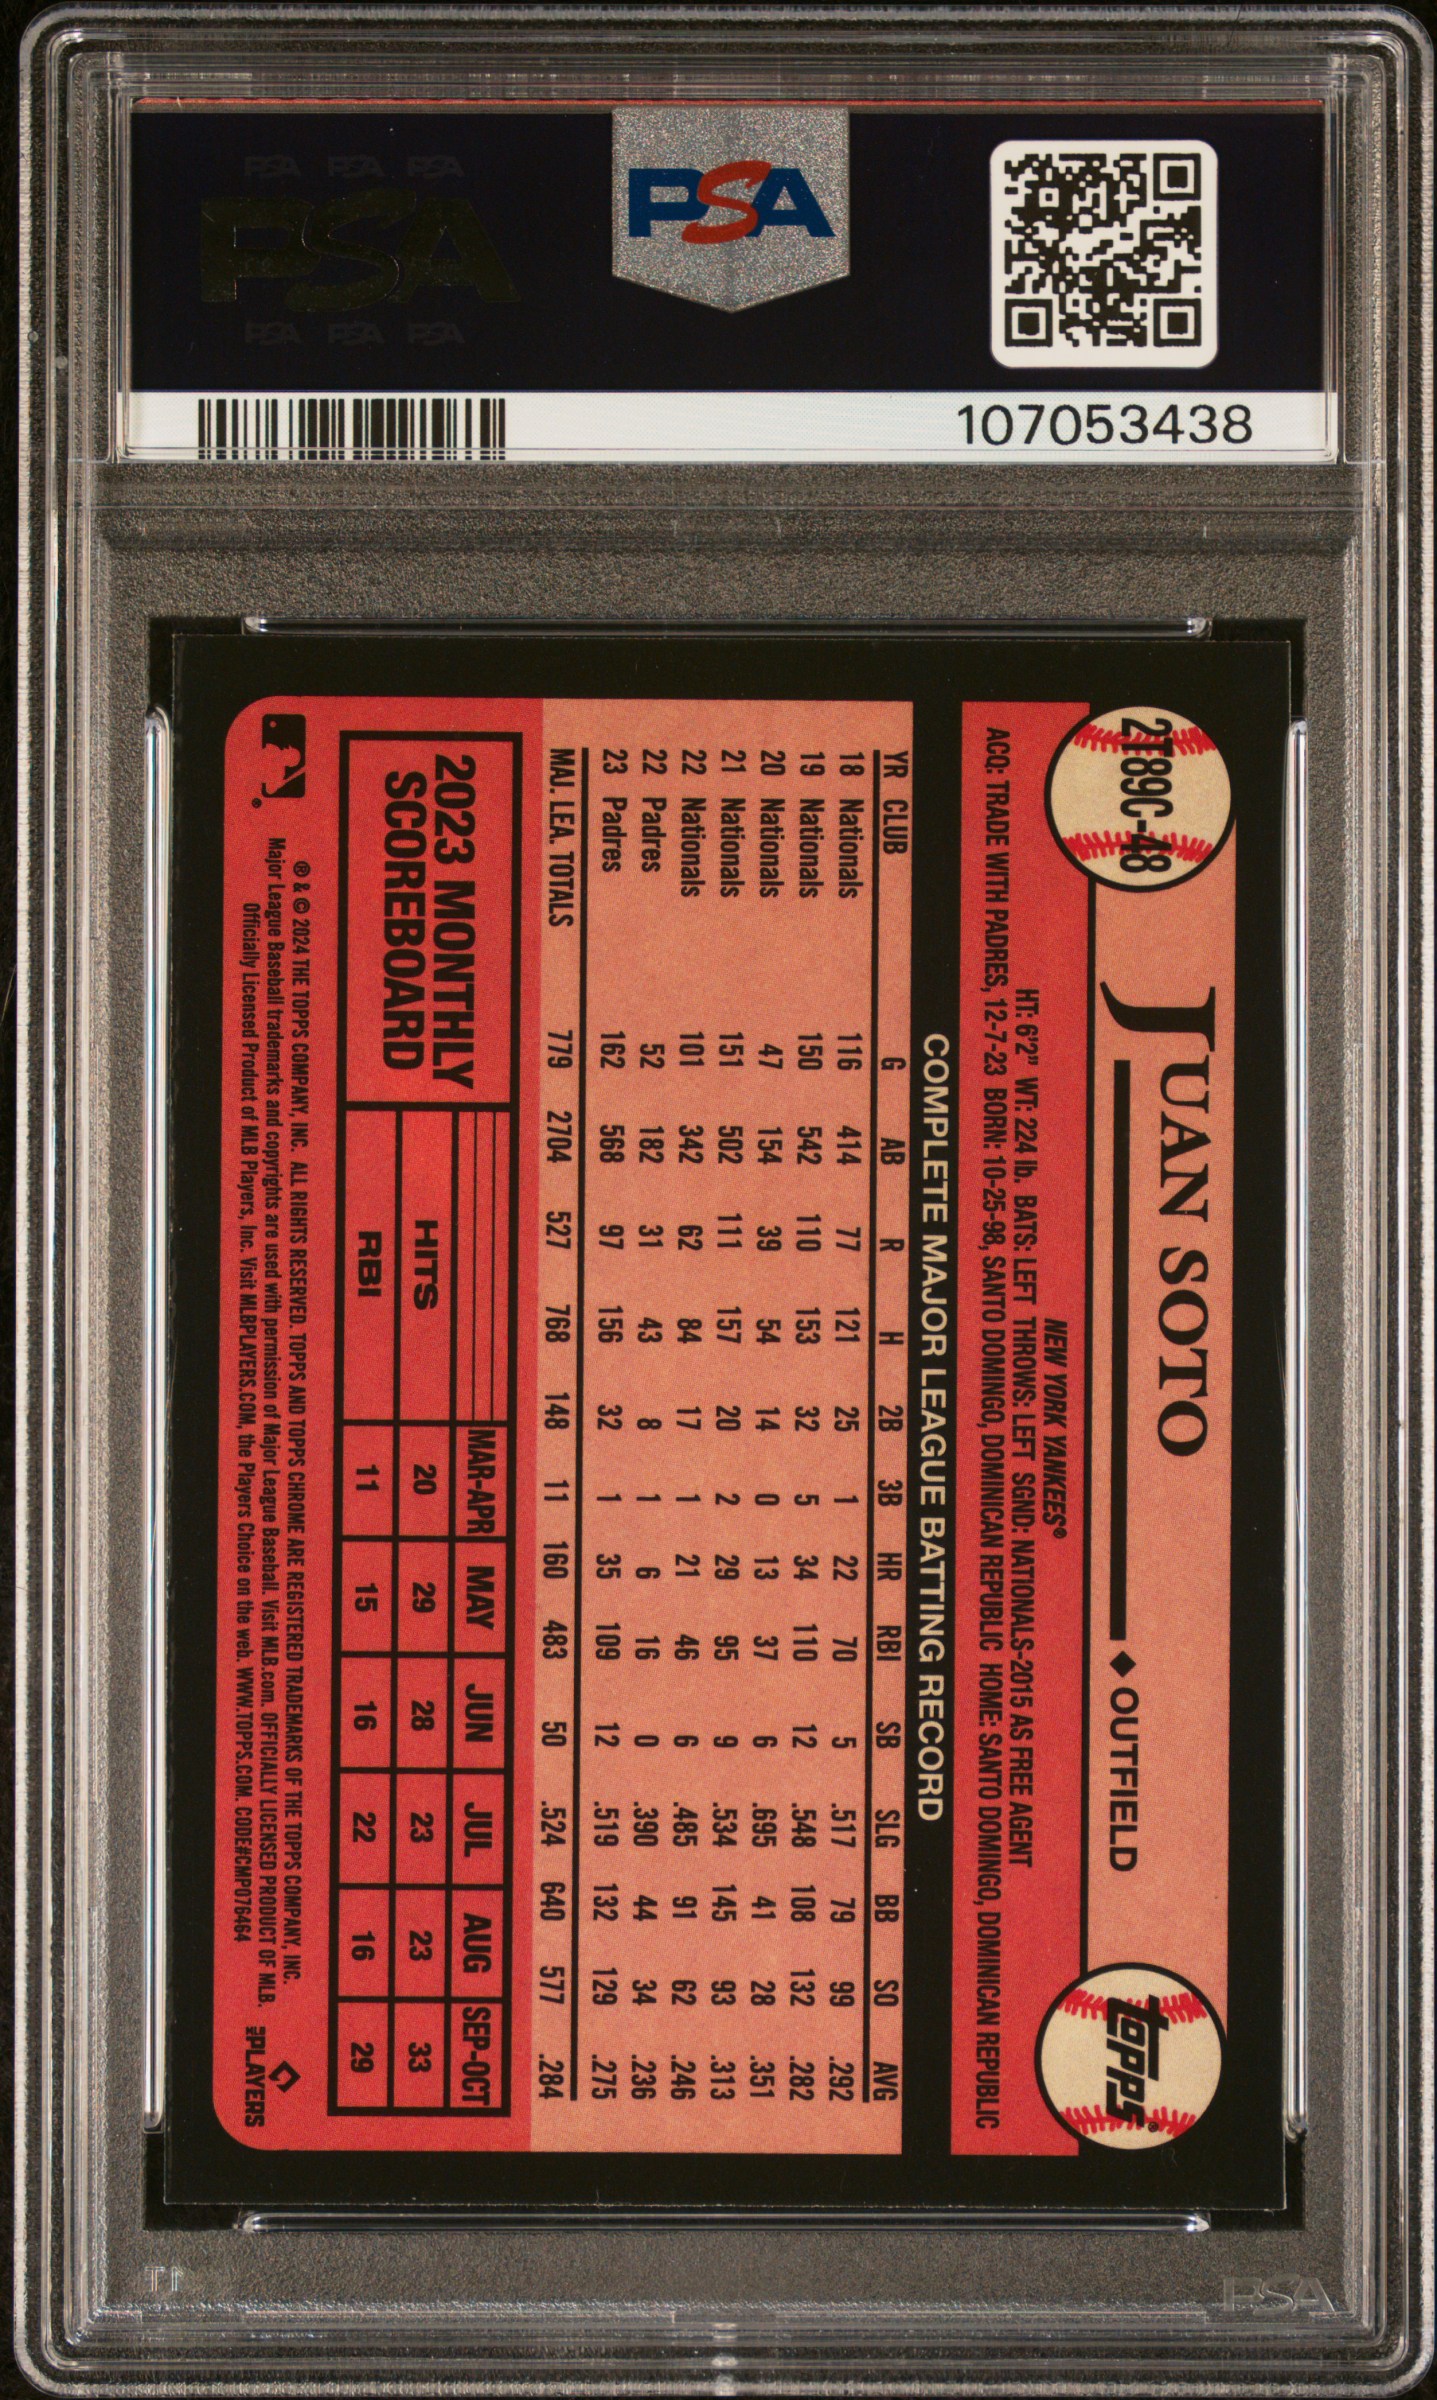 PSA PSA PSA
PSA
PSA PSA PSA
PSA
107053438
2T89C-48
JUAN SOTO
◆ OUTFIELD
topps®
NEW YORK YANKEES®
HT: 6'2" WT: 224 lb. BATS: LEFT THROWS: LEFT SGND: NATIONALS-2015 AS FREE AGENT
ACQ: TRADE WITH PADRES, 12-7-23 BORN: 10-25-98, SANTO DOMINGO, DOMINICAN REPUBLIC HOME: SANTO DOMINGO, DOMINICAN REPUBLIC
COMPLETE MAJOR LEAGUE BATTING RECORD
YR CLUB G AB R H 2B 3B HR RBI SB SLG BB SO AVG
18 Nationals 116 414 77 121 25 1 22 70 5 .517 79 99 .292
19 Nationals 150 542 110 153 32 5 34 110 12 .548 108 132 .282
20 Nationals 47 154 39 54 14 0 13 37 6 .695 41 28 .351
21 Nationals 151 502 111 157 20 2 29 95 9 .534 145 93 .313
22 Nationals 101 342 62 84 17 1 21 46 6 .485 91 62 .246
22 Padres 52 182 31 43 8 1 6 16 0 .390 44 34 .236
23 Padres 162 568 97 156 32 1 35 109 12 .519 132 129 .275
MAJ. LEA. TOTALS 779 2704 527 768 148 11 160 483 50 .524 640 577 .284
2023 MONTHLY
SCOREBOARD
MAR-APR MAY JUN JUL AUG SEP-OCT
HITS 20 29 28 23 23 33
RBI 11 15 16 22 16 29
® & © 2024 THE TOPPS COMPANY, INC. ALL RIGHTS RESERVED. TOPPS AND TOPPS CHROME ARE REGISTERED TRADEMARKS OF THE TOPPS COMPANY, INC.
Major League Baseball trademarks and copyrights are used with permission of Major League Baseball. Visit MLB.com. OFFICIALLY LICENSED PRODUCT OF MLB.
Officially Licensed Product of MLB Players, Inc. Visit MLBPLAYERS.COM, the Players Choice on the web. WWW.TOPPS.COM. CODE#CMP076464
MLB PLAYERS
PSA